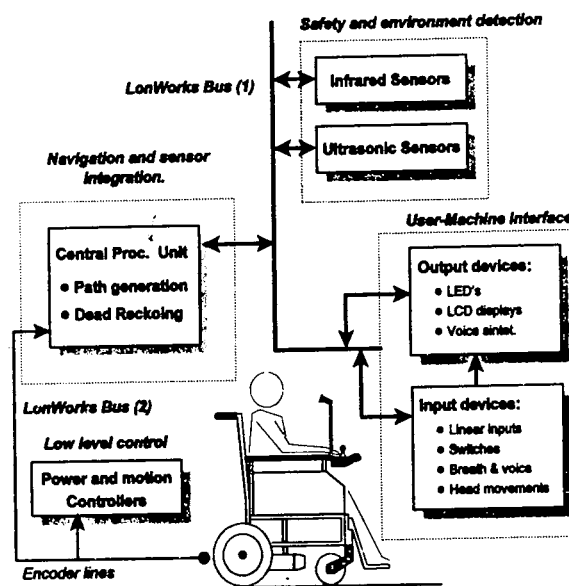 Safety and environment detection
LonWorks Bus (1)
Infrared Sensors
Ultrasonic Sensors
Navigation and sensor
integration.
Central Proc. Unit
● Path generation
● Dead Reckoing
User-Machine Interface
Output devices:
● LED's
● LCD displays
● Voice sintet.
Input devices:
● Linear inputs
● Switches
● Breath & voice
● Head movements
LonWorks Bus (2)
Low level control
Power and motion
Controllers
Encoder lines